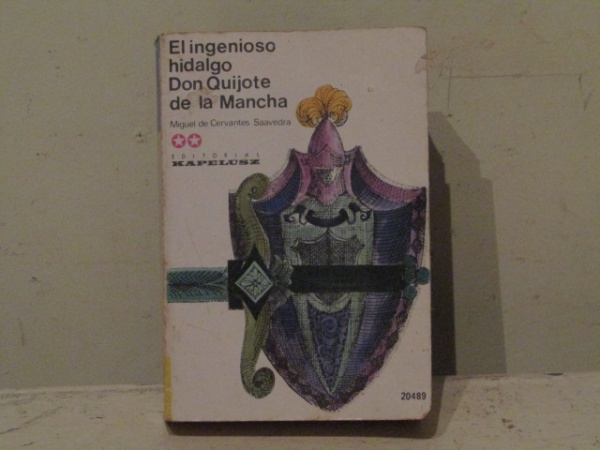 El ingenioso
hidalgo
Don Quijote
de la Mancha
Miguel de Cervantes Saavedra
EDITORIAL
KAPELUSZ
20489